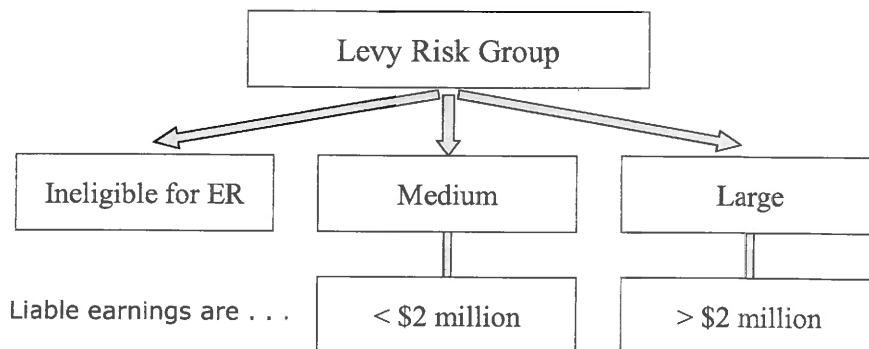 Levy Risk Group
Ineligible for ER
Medium
Large
Liable earnings are . . .
< $2 million
> $2 million